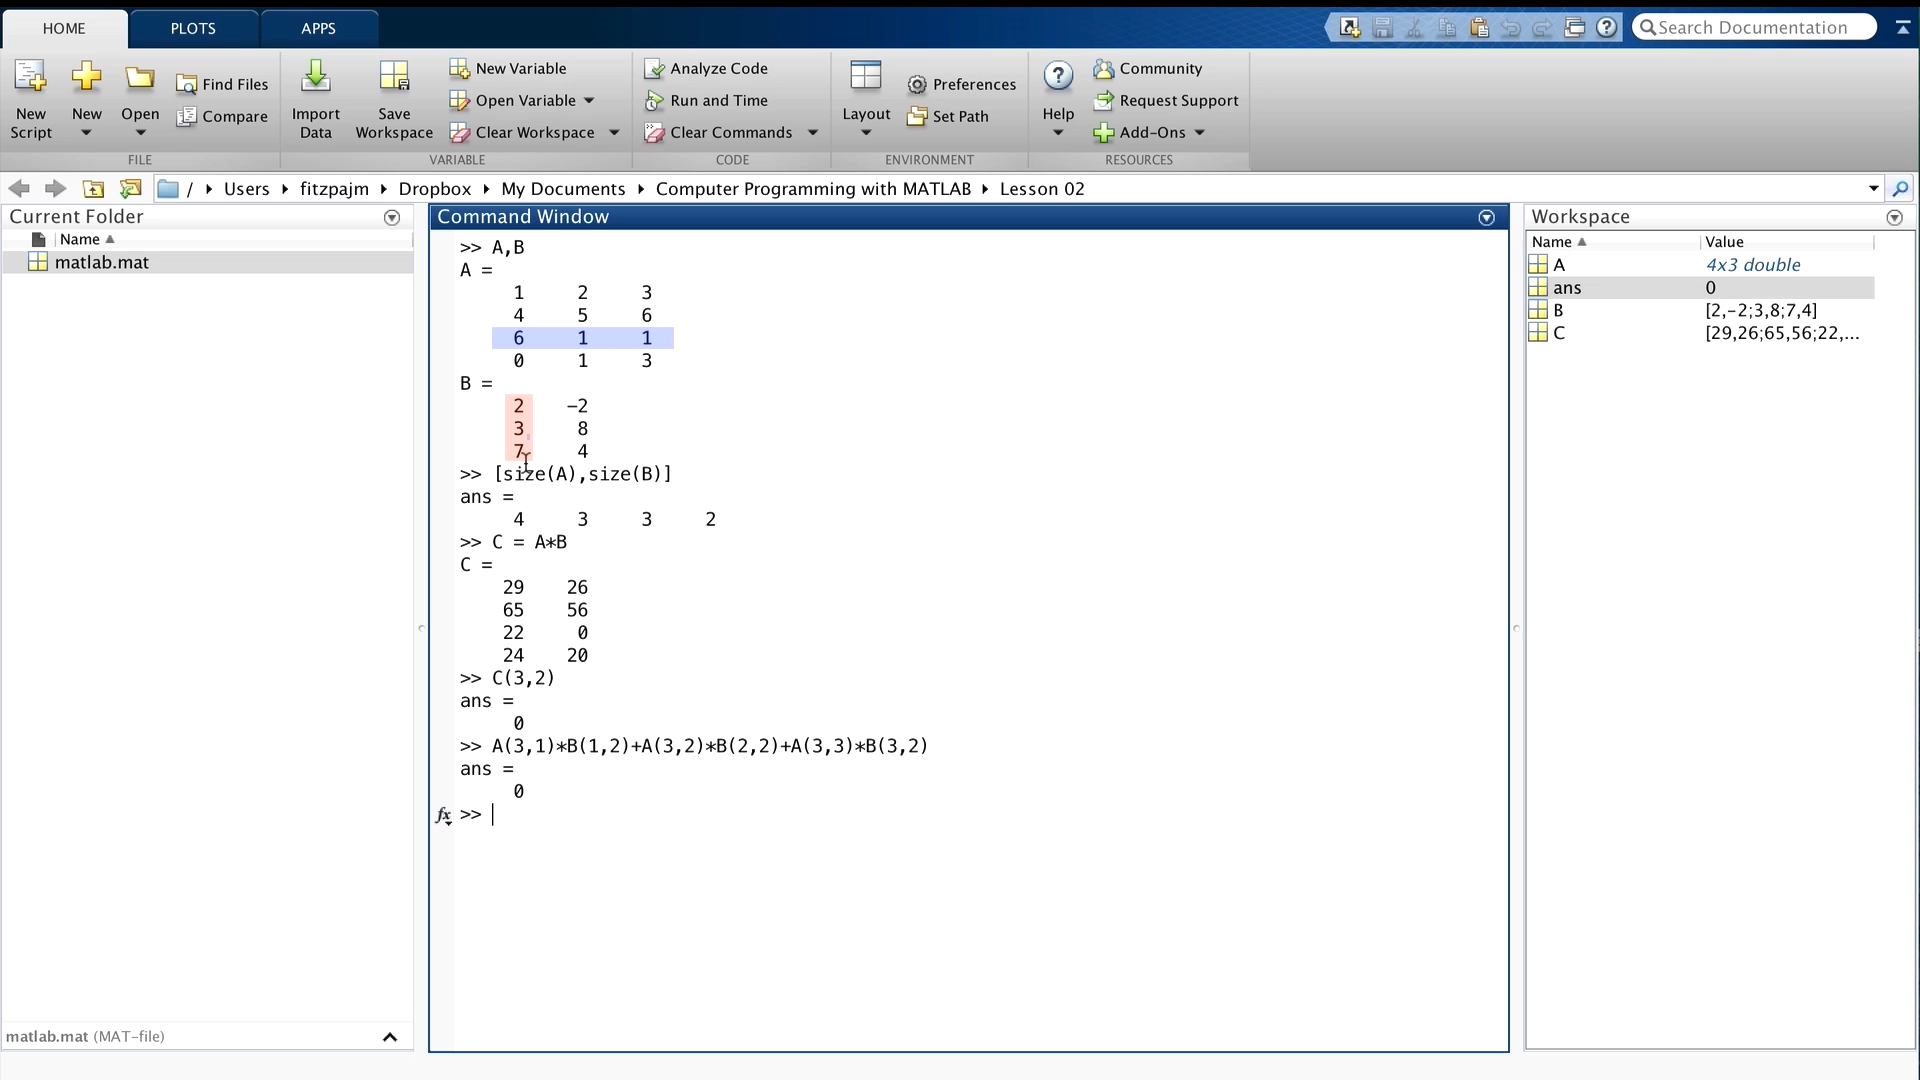 HOME PLOTS APPS
Search Documentation
New Script
New
Open
Find Files
Compare
FILE
Import Data
Save Workspace
New Variable
Open Variable
Clear Workspace
VARIABLE
Analyze Code
Run and Time
Clear Commands
CODE
Layout
Preferences
Set Path
ENVIRONMENT
Help
Community
Request Support
Add-Ons
RESOURCES
/ Users fitzpajm Dropbox My Documents Computer Programming with MATLAB Lesson 02
Current Folder
Name
matlab.mat
matlab.mat (MAT-file)
Command Window
>> A,B
A =
1 2 3
4 5 6
6 1 1
0 1 3
B =
2 -2
3 8
7 4
>> [size(A),size(B)]
ans =
4 3 3 2
>> C = A*B
C =
29 26
65 56
22 0
24 20
>> C(3,2)
ans =
0
>> A(3,1)*B(1,2)+A(3,2)*B(2,2)+A(3,3)*B(3,2)
ans =
0
fx >>
Workspace
Name Value
A 4x3 double
ans 0
B [2,-2;3,8;7,4]
C [29,26;65,56;22,...